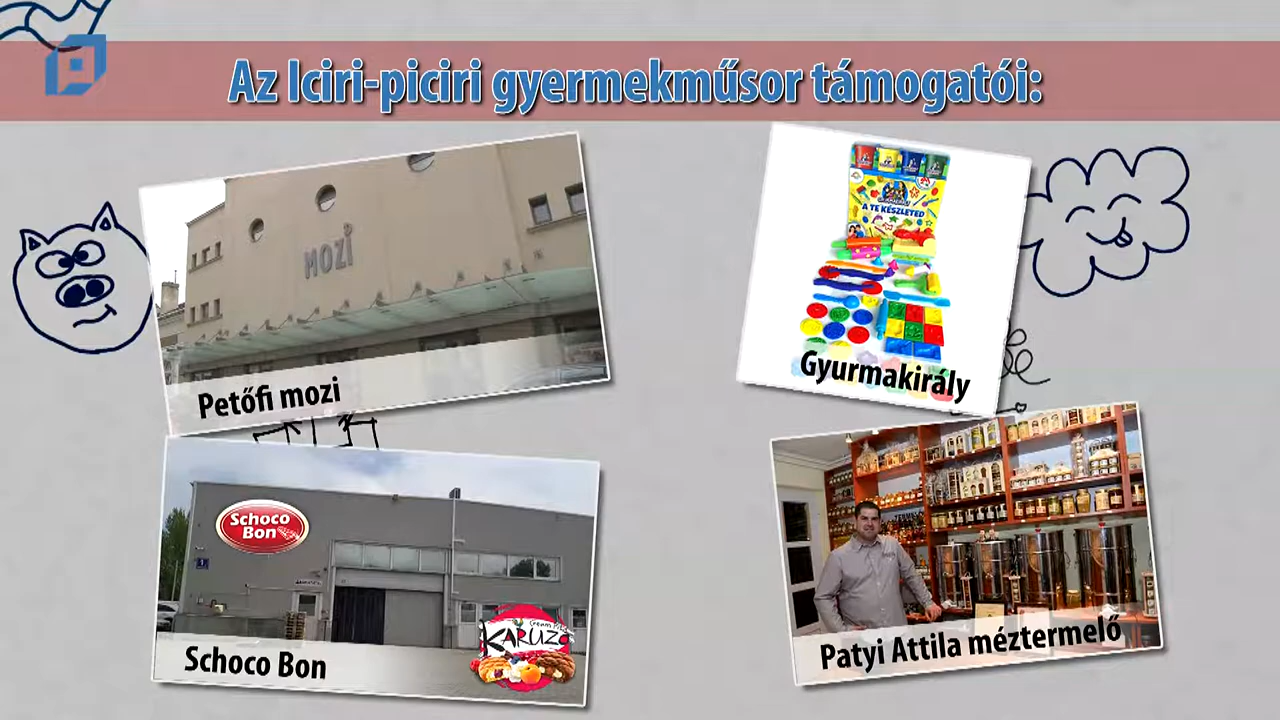 Az Iciri-piciri gyermekműsor támogatói:
MOZI
Petőfi mozi
A TE KÉSZLETED
Gyurmakirály
Schoco
Bon
KARUZO
Schoco Bon
Patyi Attila méztermelő